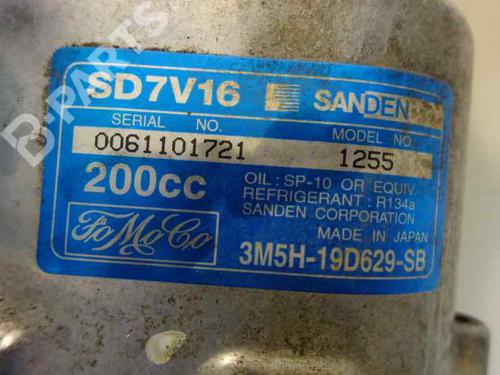 B-PARTS
SD7V16 SANDEN
SERIAL NO. MODEL NO.
0061101721 1255
200CC
OIL : SP-10 OR EQUIV.
REFRIGERANT : R134a
SANDEN CORPORATION
MADE IN JAPAN
FoMoCo
3M5H-19D629-SB